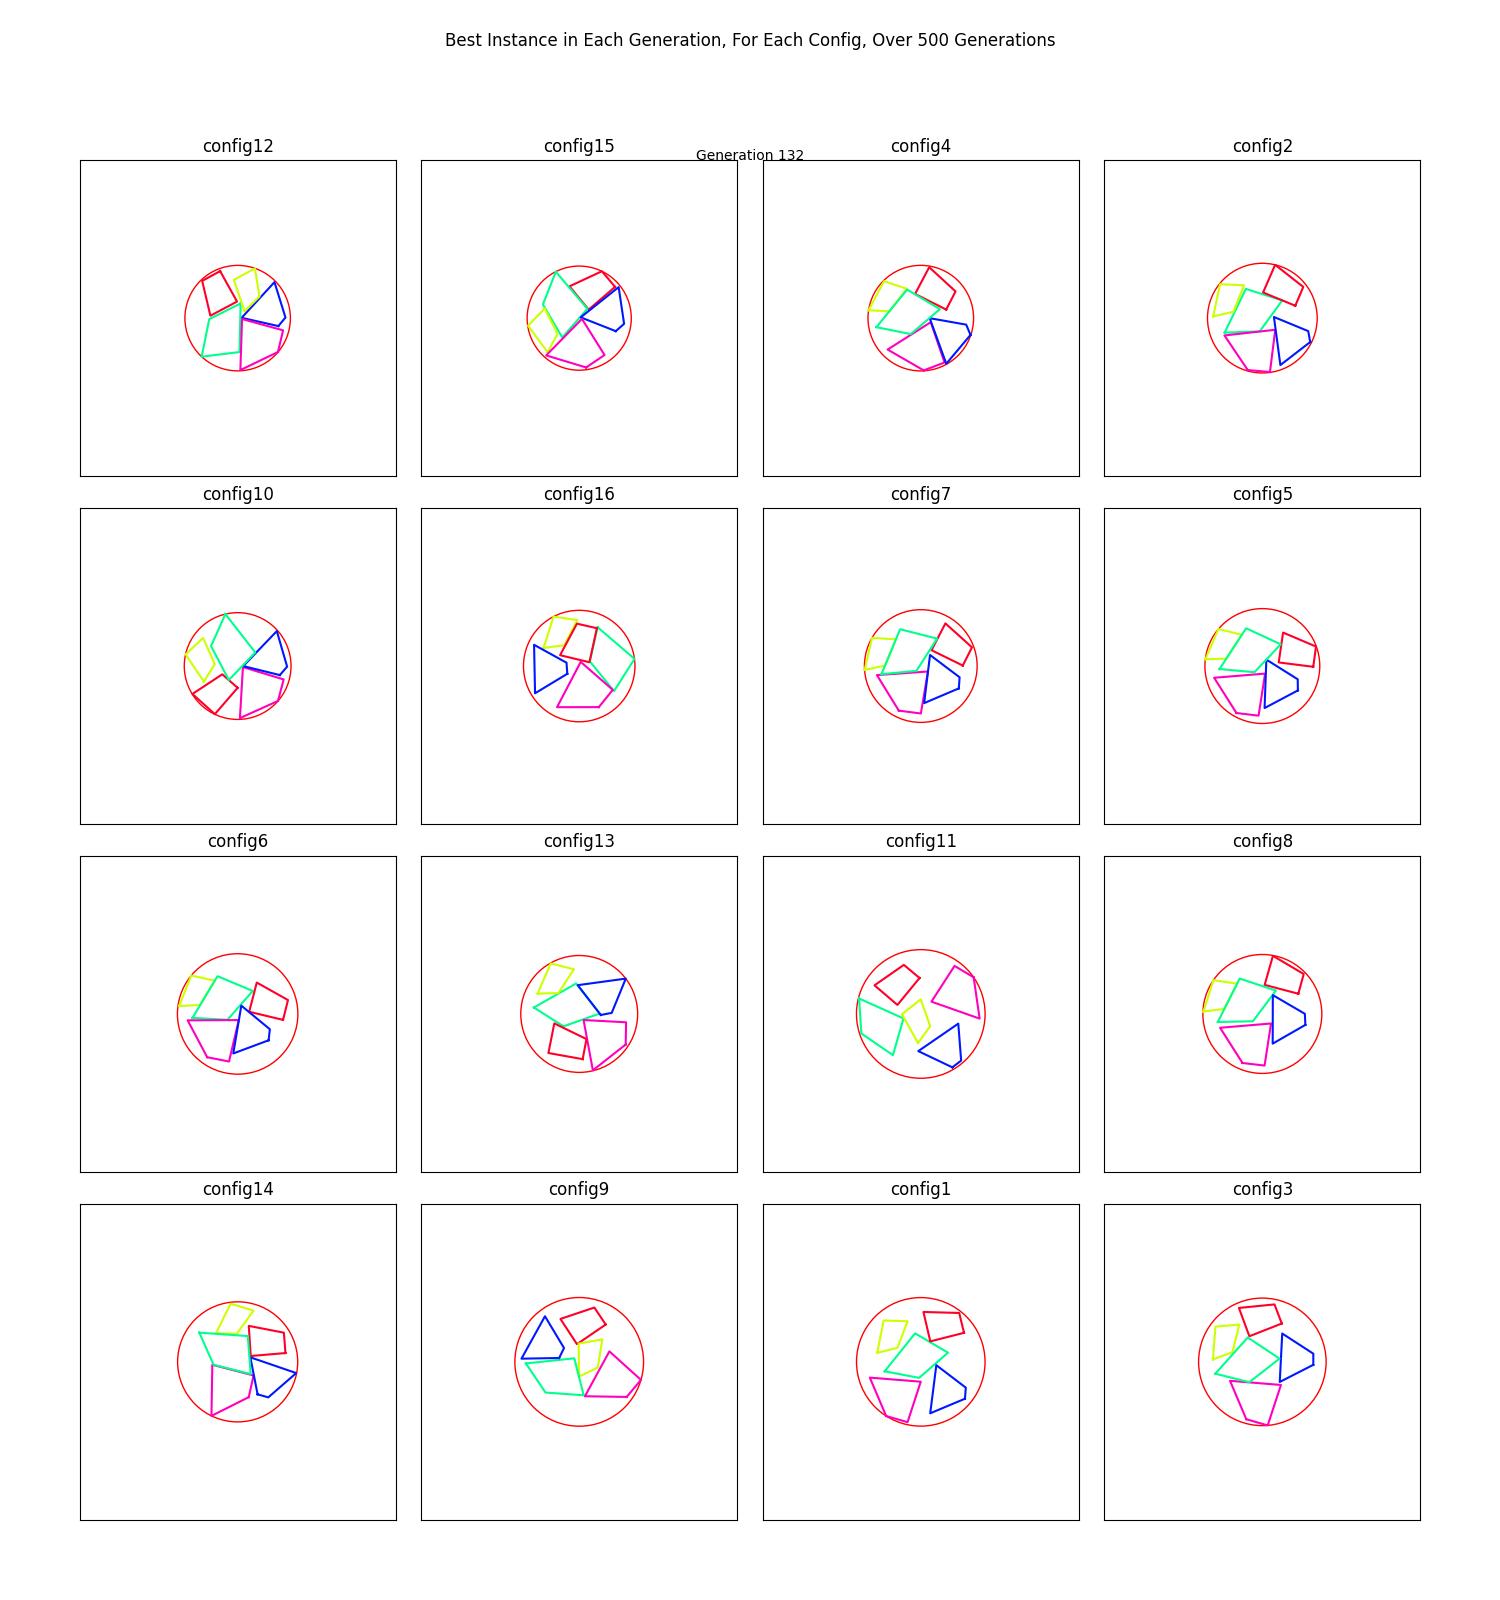 Best Instance in Each Generation, For Each Config, Over 500 Generations
Generation 132
config12
config15
config4
config2
config10
config16
config7
config5
config6
config13
config11
config8
config14
config9
config1
config3